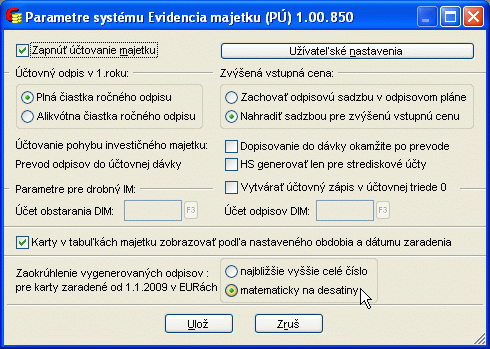 Parametre systému Evidencia majetku (PÚ) 1.00.850
Zapnúť účtovanie majetku
Užívateľské nastavenia
Účtovný odpis v 1.roku:
Zvýšená vstupná cena:
Plná čiastka ročného odpisu
Zachovať odpisovú sadzbu v odpisovom pláne
Alikvótna čiastka ročného odpisu
Nahradiť sadzbou pre zvýšenú vstupnú cenu
Účtovanie pohybu investičného majetku:
Dopisovanie do dávky okamžite po prevode
Prevod odpisov do účtovnej dávky
HS generovať len pre strediskové účty
Parametre pre drobný IM:
Vytvárať účtovný zápis v účtovnej triede 0
Účet obstarania DIM:
F3
Účet odpisov DIM:
F3
Karty v tabuľkách majetku zobrazovať podľa nastaveného obdobia a dátumu zaradenia
Zaokrúhlenie vygenerovaných odpisov :
pre karty zaradené od 1.1.2009 v EURách
najbližšie vyššie celé číslo
matematicky na desatiny
Ulož
Zruš